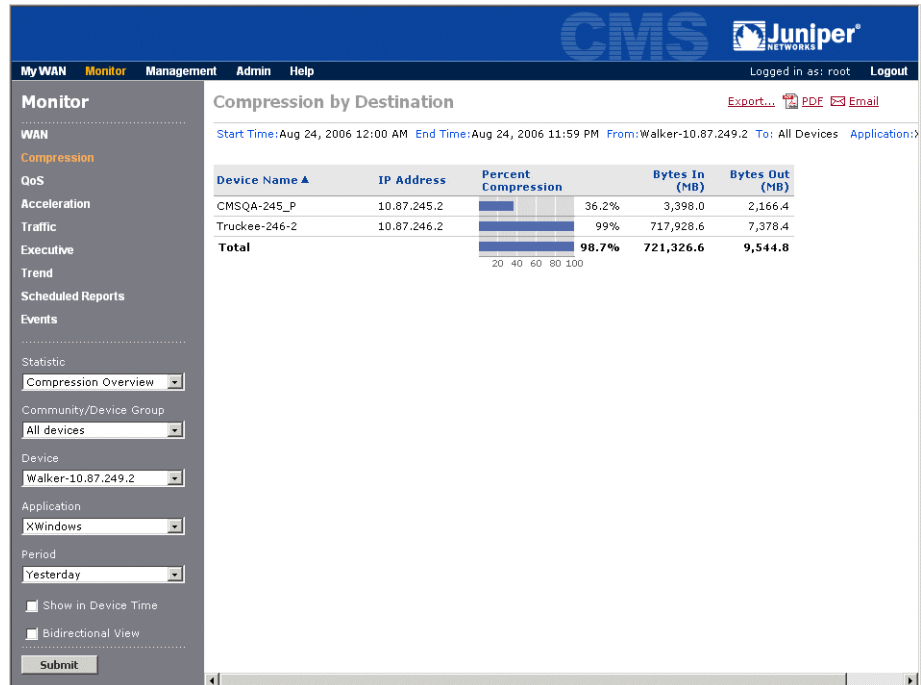 CMS
Juniper®
NETWORKS
My WAN Monitor Management Admin Help Logged in as: root Logout
Monitor
WAN
Compression
QoS
Acceleration
Traffic
Executive
Trend
Scheduled Reports
Events
Statistic
Compression Overview
Community/Device Group
All devices
Device
Walker-10.87.249.2
Application
XWindows
Period
Yesterday
Show in Device Time
Bidirectional View
Submit
Compression by Destination
Export... PDF Email
Start Time:Aug 24, 2006 12:00 AM End Time:Aug 24, 2006 11:59 PM From:Walker-10.87.249.2 To: All Devices Application:
Device Name IP Address Percent Compression Bytes In (MB) Bytes Out (MB)
CMSQA-245_P 10.87.245.2 36.2% 3,398.0 2,166.4
Truckee-246-2 10.87.246.2 99% 717,928.6 7,378.4
Total 98.7% 721,326.6 9,544.8
20 40 60 80 100